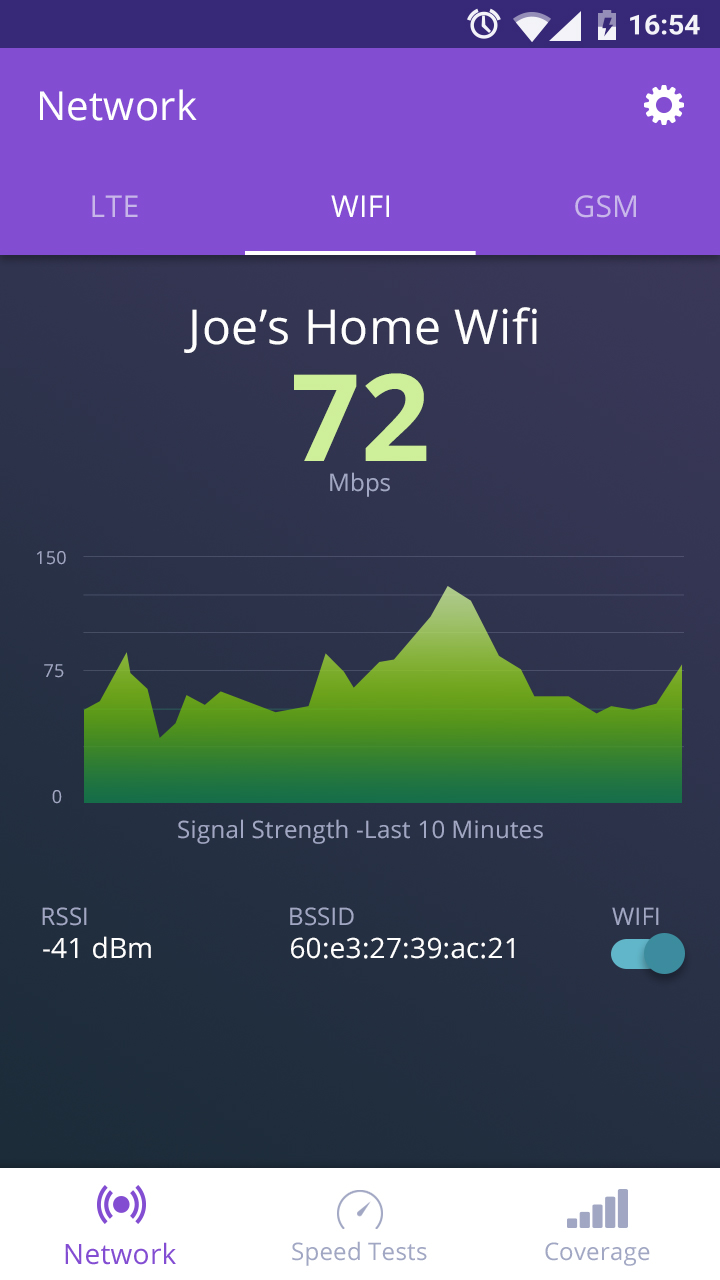 16:54
Network
LTE WIFI GSM
Joe’s Home Wifi
72
Mbps
150
75
0
Signal Strength -Last 10 Minutes
RSSI BSSID WIFI
-41 dBm 60:e3:27:39:ac:21
Network Speed Tests Coverage